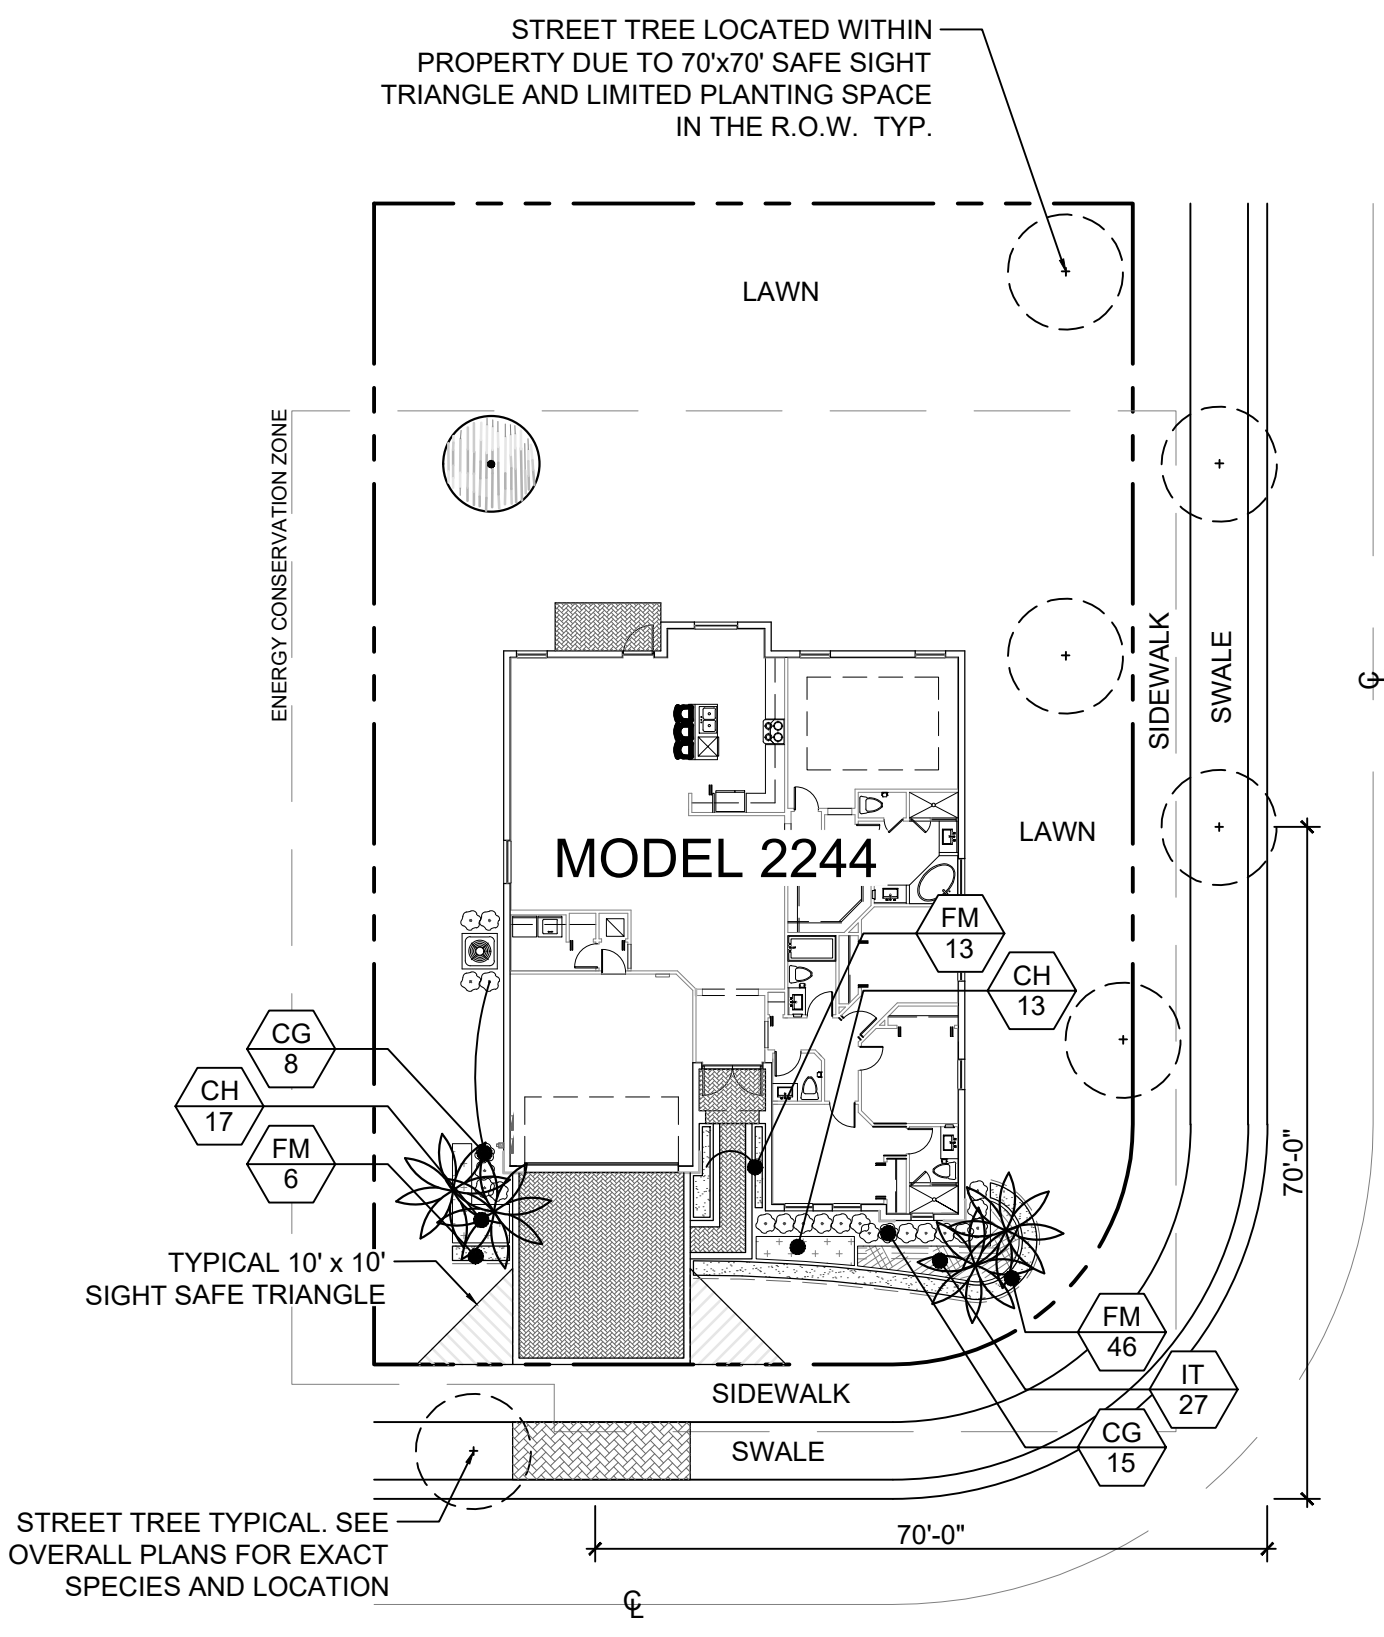 STREET TREE LOCATED WITHIN
PROPERTY DUE TO 70'x70' SAFE SIGHT
TRIANGLE AND LIMITED PLANTING SPACE
IN THE R.O.W. TYP.
LAWN
ENERGY CONSERVATION ZONE
SIDEWALK
SWALE
℄
LAWN
MODEL 2244
FM
13
CH
13
CG
8
CH
17
FM
6
70'-0"
TYPICAL 10' x 10'
SIGHT SAFE TRIANGLE
FM
46
IT
27
CG
15
SIDEWALK
SWALE
STREET TREE TYPICAL. SEE
OVERALL PLANS FOR EXACT
SPECIES AND LOCATION
70'-0"
℄